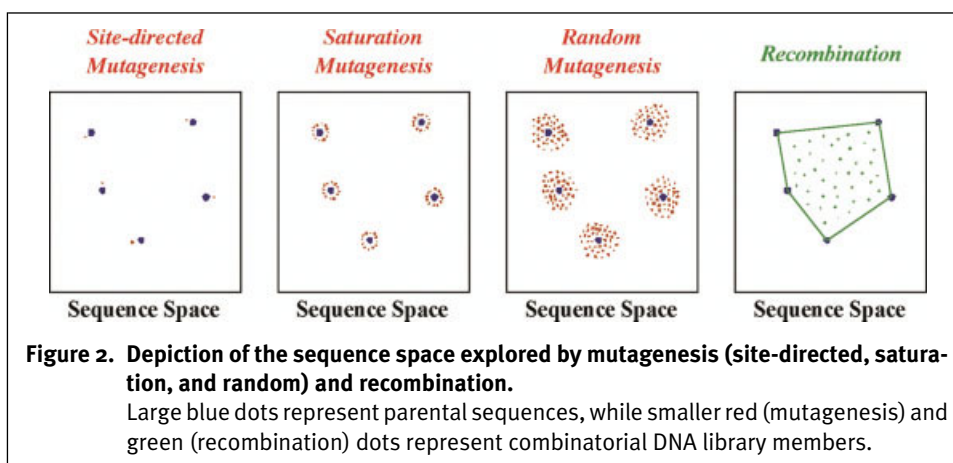 Site-directed
Mutagenesis
Saturation
Mutagenesis
Random
Mutagenesis
Recombination
Sequence Space
Sequence Space
Sequence Space
Sequence Space
Figure 2. Depiction of the sequence space explored by mutagenesis (site-directed, satura-
tion, and random) and recombination.
Large blue dots represent parental sequences, while smaller red (mutagenesis) and
green (recombination) dots represent combinatorial DNA library members.